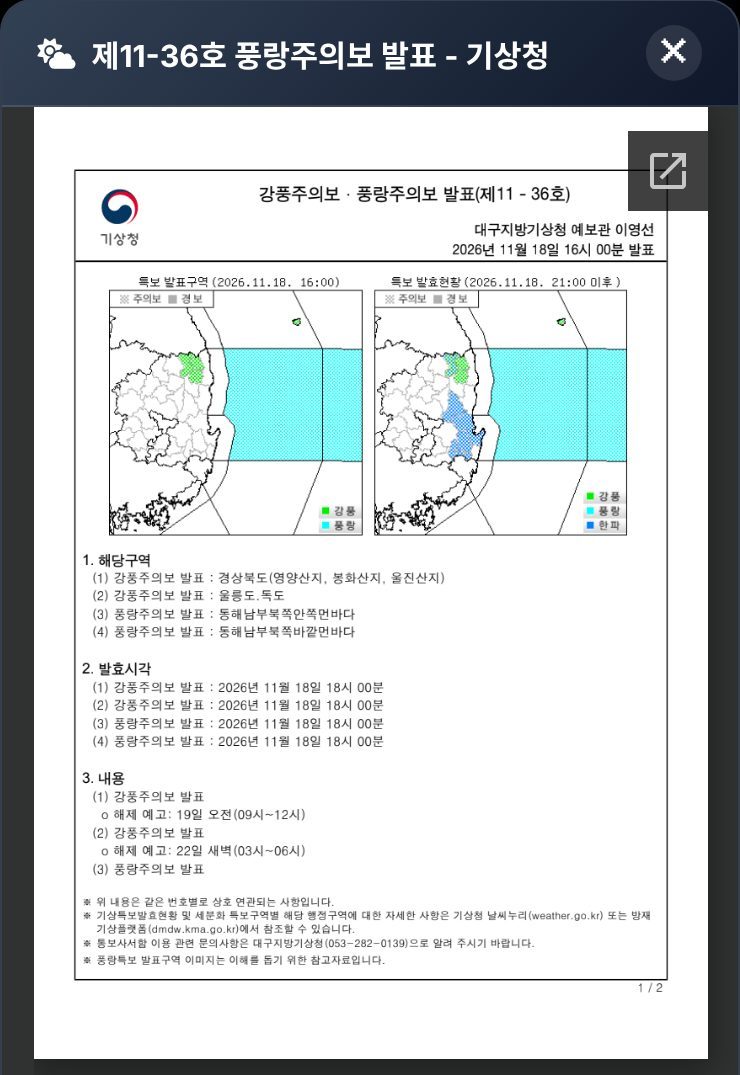 제11-36호 풍랑주의보 발표 - 기상청
강풍주의보 · 풍랑주의보 발표(제11 - 36호)
기상청
대구지방기상청 예보관 이영선
2026년 11월 18일 16시 00분 발표
특보 발표구역 (2026.11.18. 16:00)
주의보 경보
강풍
풍랑
특보 발효현황 (2026.11.18. 21:00 이후 )
주의보 경보
강풍
풍랑
한파
1. 해당구역
(1) 강풍주의보 발표 : 경상북도(영양산지, 봉화산지, 울진산지)
(2) 강풍주의보 발표 : 울릉도.독도
(3) 풍랑주의보 발표 : 동해남부북쪽안쪽먼바다
(4) 풍랑주의보 발표 : 동해남부북쪽바깥먼바다
2. 발효시각
(1) 강풍주의보 발표 : 2026년 11월 18일 18시 00분
(2) 강풍주의보 발표 : 2026년 11월 18일 18시 00분
(3) 풍랑주의보 발표 : 2026년 11월 18일 18시 00분
(4) 풍랑주의보 발표 : 2026년 11월 18일 18시 00분
3. 내용
(1) 강풍주의보 발표
o 해제 예고: 19일 오전(09시~12시)
(2) 강풍주의보 발표
o 해제 예고: 22일 새벽(03시~06시)
(3) 풍랑주의보 발표
※ 위 내용은 같은 번호별로 상호 연관되는 사항입니다.
※ 기상특보발효현황 및 세분화 특보구역별 해당 행정구역에 대한 자세한 사항은 기상청 날씨누리(weather.go.kr) 또는 방재
기상플랫폼(dmdw.kma.go.kr)에서 참조할 수 있습니다.
※ 통보사서함 이용 관련 문의사항은 대구지방기상청(053-282-0139)으로 알려 주시기 바랍니다.
※ 풍랑특보 발표구역 이미지는 이해를 돕기 위한 참고자료입니다.
1 / 2